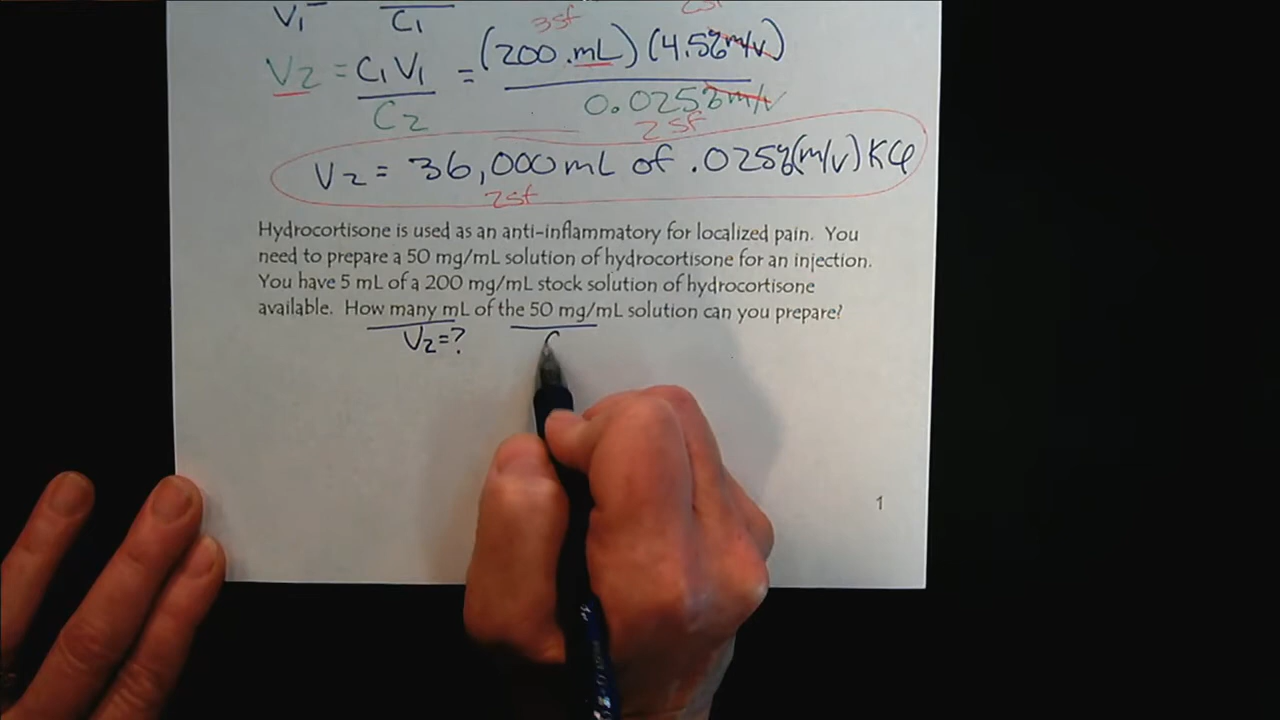 V₁ C₁ 3sf 2sf
V2 = C₁V₁ = (200.mL) (4.5% m/v)
C2 0.025% m/v
2sf
V2 = 36,000 mL of .025%(m/v) KCl
2sf
Hydrocortisone is used as an anti-inflammatory for localized pain. You
need to prepare a 50 mg/mL solution of hydrocortisone for an injection.
You have 5 mL of a 200 mg/mL stock solution of hydrocortisone
available. How many mL of the 50 mg/mL solution can you prepare?
V2=?
1